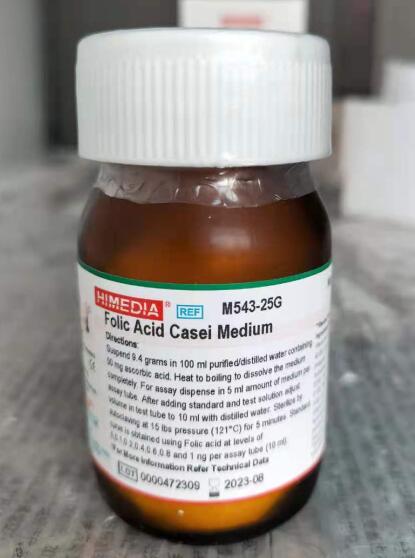 HIMEDIA® REF M543-25G
Folic Acid Casei Medium
Directions:
Suspend 9.4 grams in 100 ml purified/distilled water containing
50 mg ascorbic acid. Heat to boiling to dissolve the medium
completely. For assay dispense in 5 ml amount of medium per
assay tube. After adding standard and test solution adjust
volume in test tube to 10 ml with distilled water. Sterilize by
autoclaving at 15 lbs pressure (121°C) for 5 minutes. Standard
curve is obtained using Folic acid at levels of
0.0,0.1,0.2,0.4,0.6,0.8 and 1 ng per assay tube (10 ml).
*For More Information Refer Technical Data
LOT 0000472309 2023-08